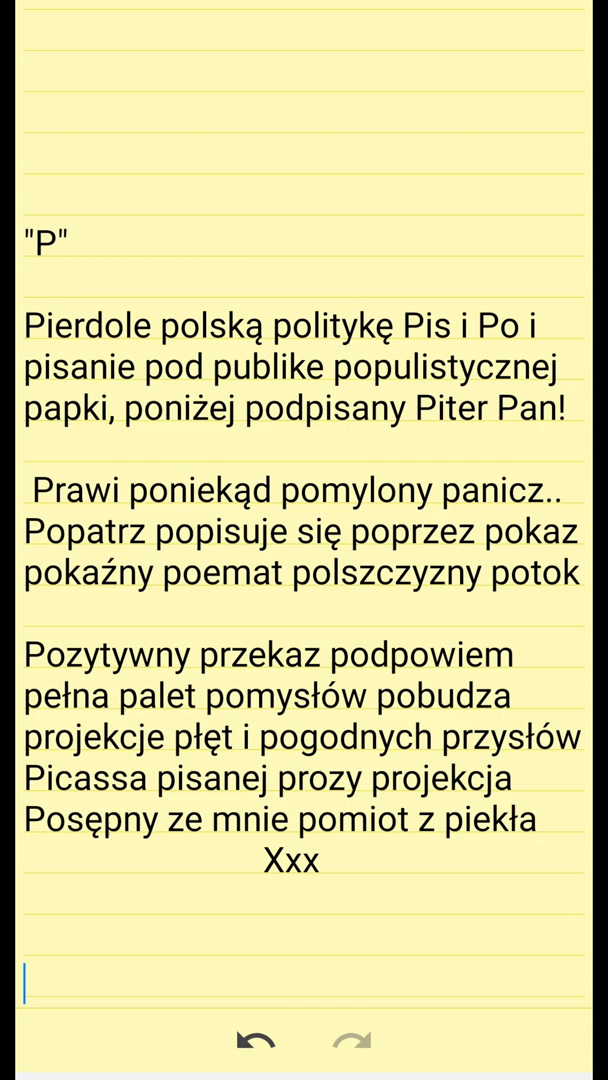 "P"
Pierdole polską politykę Pis i Po i
pisanie pod publike populistycznej
papki, poniżej podpisany Piter Pan!
Prawi poniekąd pomylony panicz..
Popatrz popisuje się poprzez pokaz
pokaźny poemat polszczyzny potok
Pozytywny przekaz podpowiem
pełna palet pomysłów pobudza
projekcje płęt i pogodnych przysłów
Picassa pisanej prozy projekcja
Posępny ze mnie pomiot z piekła
Xxx